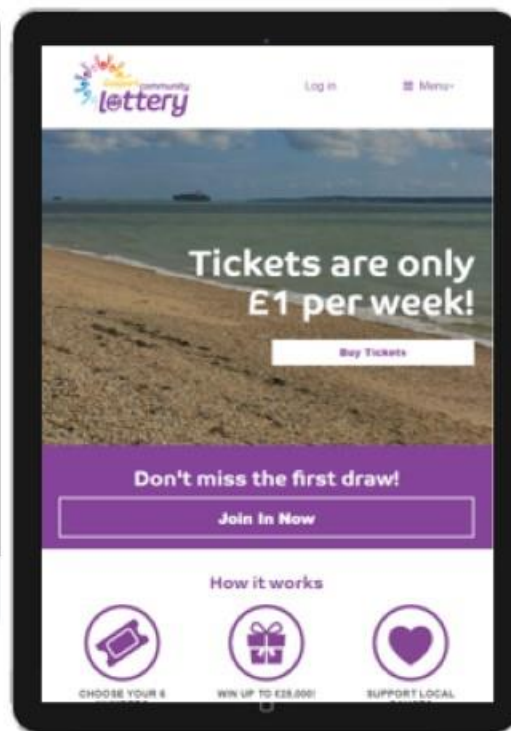 community
lottery
Log in
Menu
Tickets are only
£1 per week!
Buy Tickets
Don't miss the first draw!
Join In Now
How it works
CHOOSE YOUR 6
WIN UP TO £25,000!
SUPPORT LOCAL